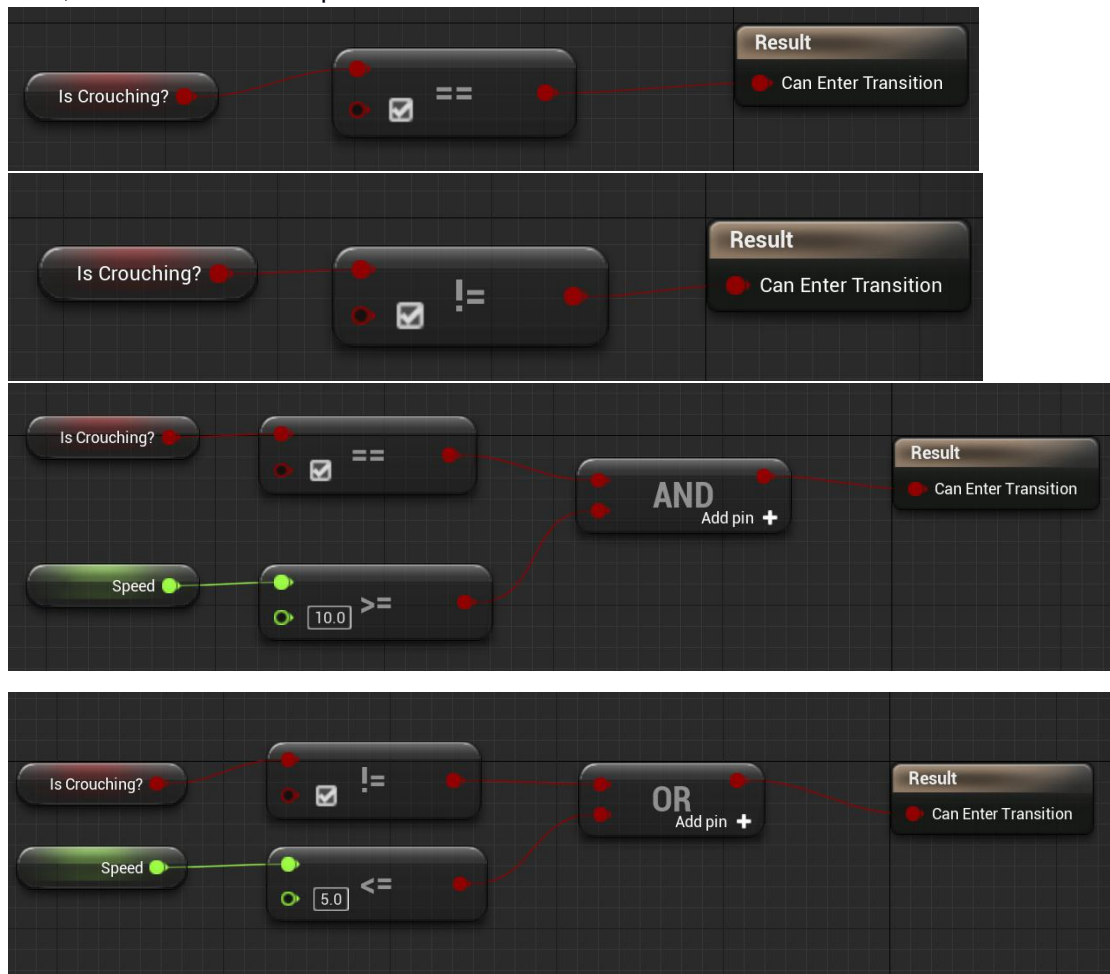 Result
Is Crouching?
==
Can Enter Transition
Result
Is Crouching?
!=
Can Enter Transition
Is Crouching?
==
Result
AND
Can Enter Transition
Add pin
Speed
>=
10.0
Is Crouching?
!=
Result
OR
Can Enter Transition
Add pin
Speed
<=
5.0